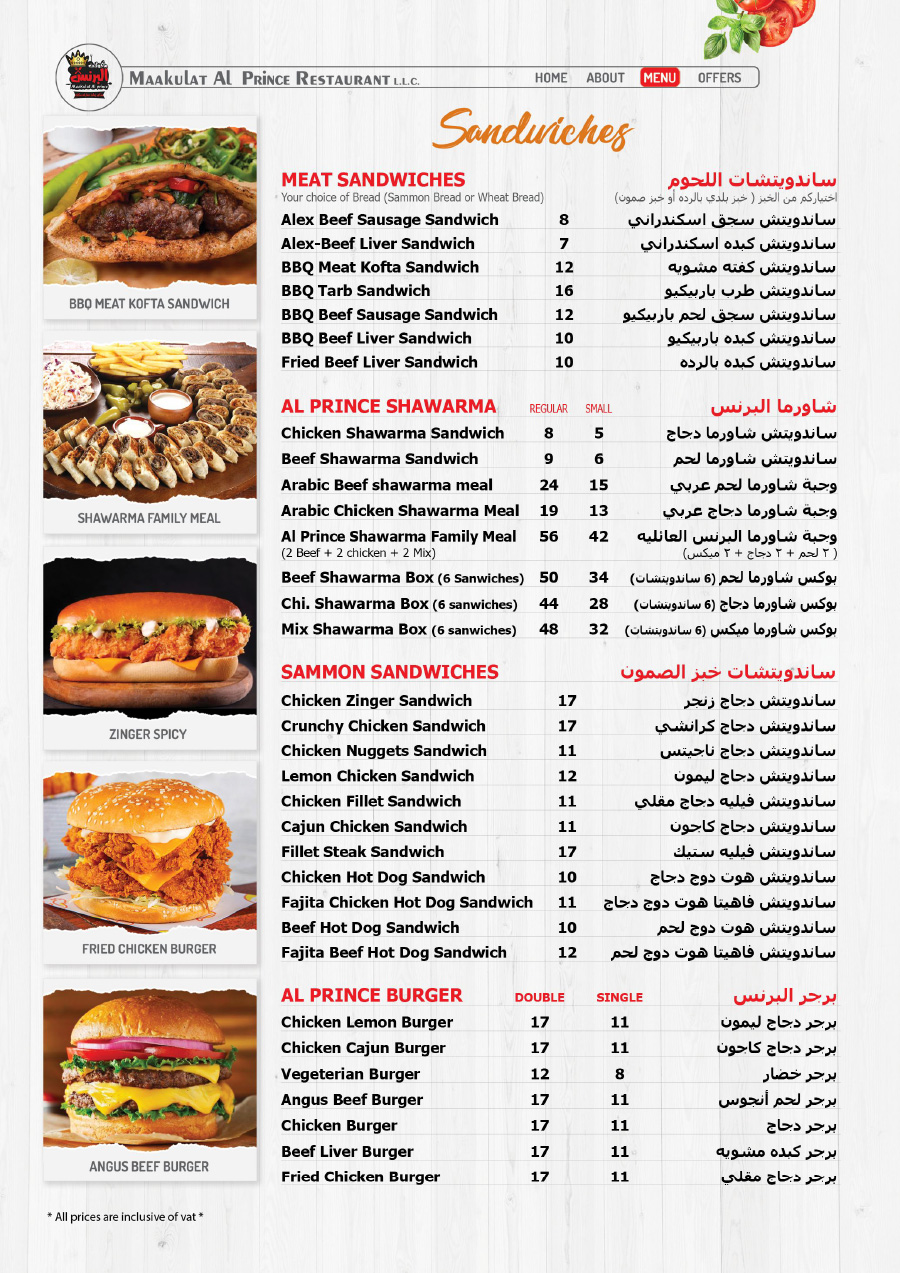 البرنس
Maakulat Al prince
MAAKULAT AL PRINCE RESTAURANT L.L.C.
HOME ABOUT MENU OFFERS
Sandwiches
MEAT SANDWICHES ساندويتشات اللحوم
Your choice of Bread (Sammon Bread or Wheat Bread) (اختياركم من الخبز ( خبز بلدي بالرده أو خبز صمون)
Alex Beef Sausage Sandwich 8 ساندويتش سجق اسكندراني
Alex-Beef Liver Sandwich 7 ساندويتش كبده اسكندراني
BBQ Meat Kofta Sandwich 12 ساندويتش كفته مشويه
BBQ Tarb Sandwich 16 ساندويتش طرب باربيكيو
BBQ Beef Sausage Sandwich 12 ساندويتش سجق لحم باربيكيو
BBQ Beef Liver Sandwich 10 ساندويتش كبده باربيكيو
Fried Beef Liver Sandwich 10 ساندويتش كبده بالرده
AL PRINCE SHAWARMA REGULAR SMALL شاورما البرنس
Chicken Shawarma Sandwich 8 5 ساندويتش شاورما دجاج
Beef Shawarma Sandwich 9 6 ساندويتش شاورما لحم
Arabic Beef shawarma meal 24 15 وجبة شاورما لحم عربي
Arabic Chicken Shawarma Meal 19 13 وجبة شاورما دجاج عربي
Al Prince Shawarma Family Meal 56 42 وجبة شاورما البرنس العائليه
(2 Beef + 2 chicken + 2 Mix) ( ٢ لحم + ٢ دجاج + ٢ ميكس)
Beef Shawarma Box (6 Sanwiches) 50 34 بوكس شاورما لحم (6 ساندويتشات)
Chi. Shawarma Box (6 sanwiches) 44 28 بوكس شاورما دجاج (6 ساندويتشات)
Mix Shawarma Box (6 sanwiches) 48 32 بوكس شاورما ميكس (6 ساندويتشات)
SAMMON SANDWICHES ساندويتشات خبز الصمون
Chicken Zinger Sandwich 17 ساندويتش دجاج زنجر
Crunchy Chicken Sandwich 17 ساندويتش دجاج كرانشي
Chicken Nuggets Sandwich 11 ساندويتش دجاج ناجيتس
Lemon Chicken Sandwich 12 ساندويتش دجاج ليمون
Chicken Fillet Sandwich 11 ساندويتش فيليه دجاج مقلي
Cajun Chicken Sandwich 11 ساندويتش دجاج كاجون
Fillet Steak Sandwich 17 ساندويتش فيليه ستيك
Chicken Hot Dog Sandwich 10 ساندويتش هوت دوج دجاج
Fajita Chicken Hot Dog Sandwich 11 ساندويتش فاهيتا هوت دوج دجاج
Beef Hot Dog Sandwich 10 ساندويتش هوت دوج لحم
Fajita Beef Hot Dog Sandwich 12 ساندويتش فاهيتا هوت دوج لحم
AL PRINCE BURGER DOUBLE SINGLE برجر البرنس
Chicken Lemon Burger 17 11 برجر دجاج ليمون
Chicken Cajun Burger 17 11 برجر دجاج كاجون
Vegeterian Burger 12 8 برجر خضار
Angus Beef Burger 17 11 برجر لحم أنجوس
Chicken Burger 17 11 برجر دجاج
Beef Liver Burger 17 11 برجر كبده مشويه
Fried Chicken Burger 17 11 برجر دجاج مقلي
BBQ MEAT KOFTA SANDWICH
SHAWARMA FAMILY MEAL
ZINGER SPICY
FRIED CHICKEN BURGER
ANGUS BEEF BURGER
* All prices are inclusive of vat *